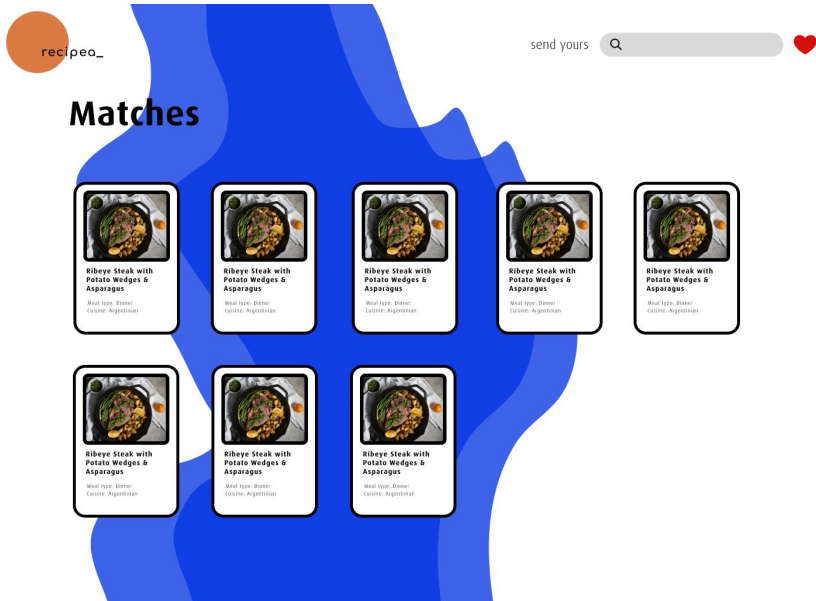 recipea_
send yours
Matches
Ribeye Steak with
Potato Wedges &
Asparagus
Meal type: Dinner
Cuisine: Argentinian
Ribeye Steak with
Potato Wedges &
Asparagus
Meal type: Dinner
Cuisine: Argentinian
Ribeye Steak with
Potato Wedges &
Asparagus
Meal type: Dinner
Cuisine: Argentinian
Ribeye Steak with
Potato Wedges &
Asparagus
Meal type: Dinner
Cuisine: Argentinian
Ribeye Steak with
Potato Wedges &
Asparagus
Meal type: Dinner
Cuisine: Argentinian
Ribeye Steak with
Potato Wedges &
Asparagus
Meal type: Dinner
Cuisine: Argentinian
Ribeye Steak with
Potato Wedges &
Asparagus
Meal type: Dinner
Cuisine: Argentinian
Ribeye Steak with
Potato Wedges &
Asparagus
Meal type: Dinner
Cuisine: Argentinian